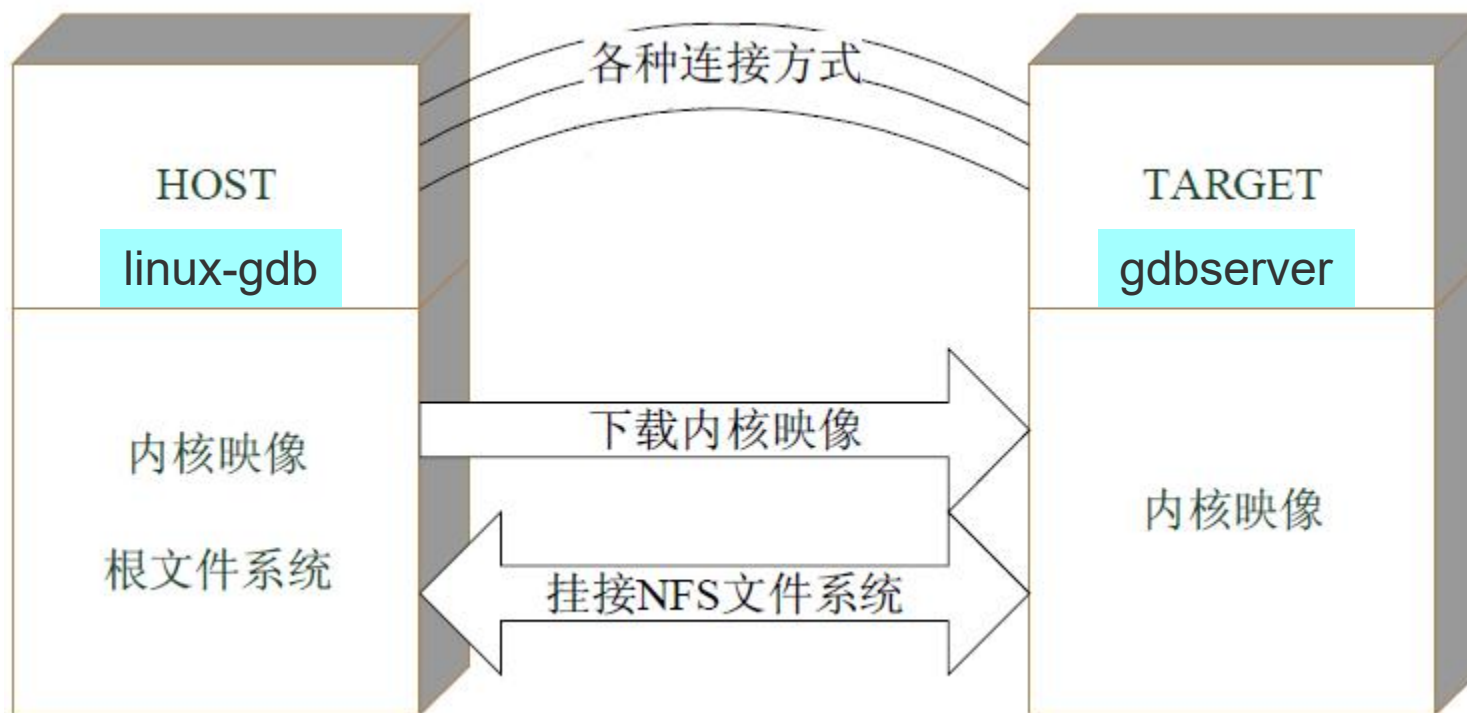 各种连接方式
HOST
TARGET
linux-gdb
gdbserver
下载内核映像
内核映像
根文件系统
内核映像
挂接NFS文件系统